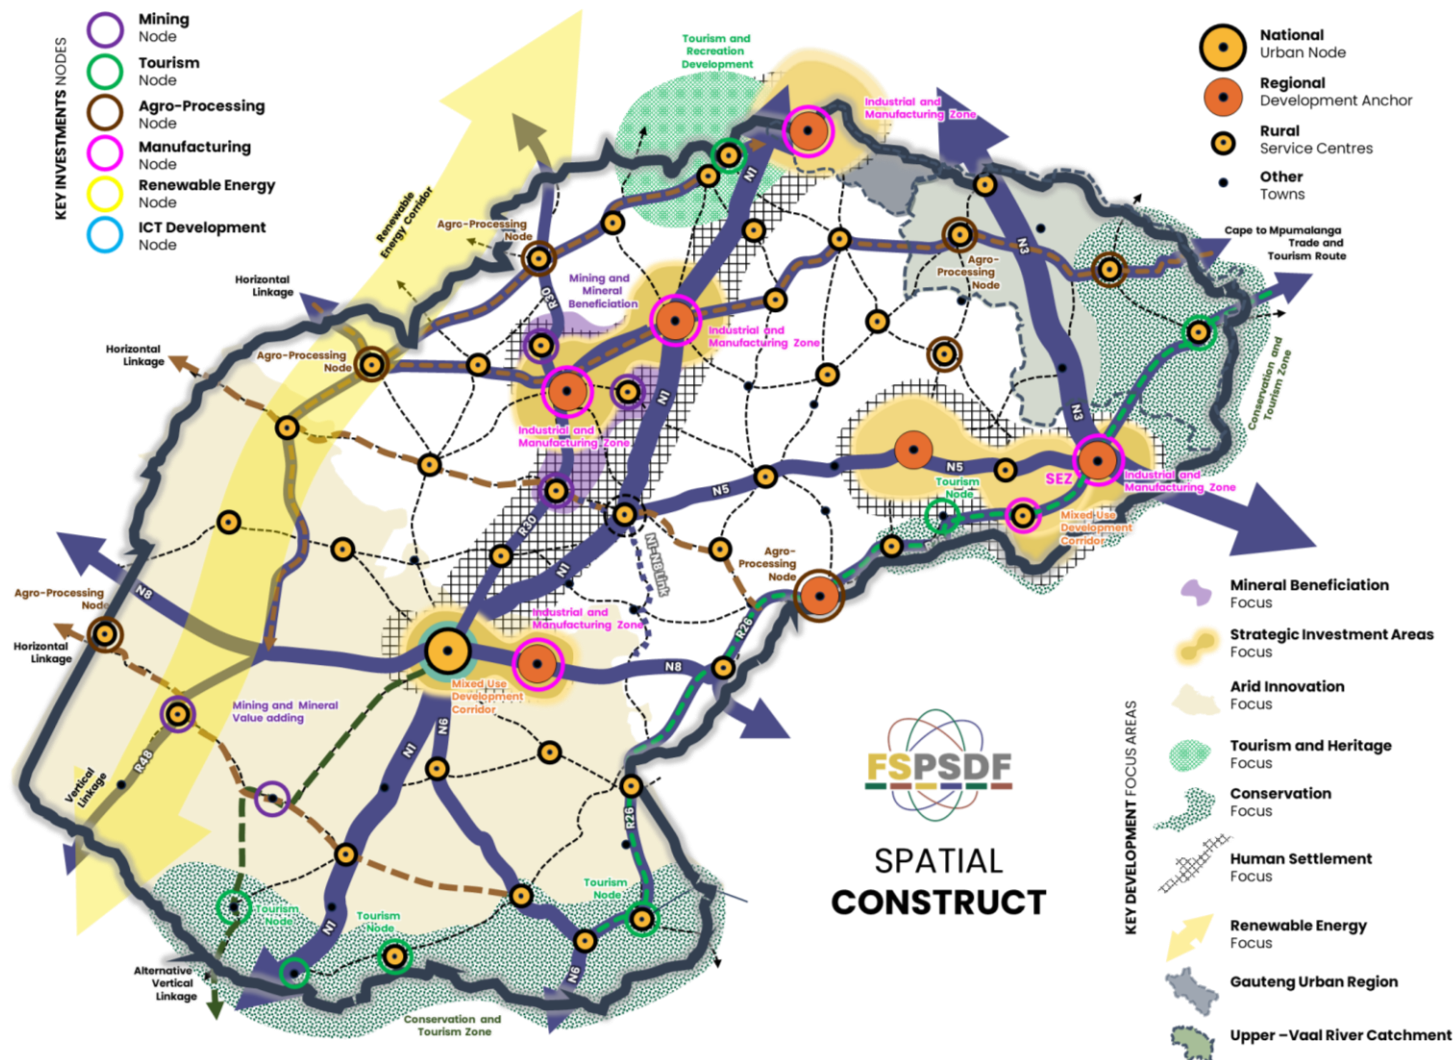 KEY INVESTMENTS NODES
Mining
Node
Tourism
Node
Agro-Processing
Node
Manufacturing
Node
Renewable Energy
Node
ICT Development
Node
National
Urban Node
Regional
Development Anchor
Rural
Service Centres
Other
Towns
Tourism and
Recreation
Development
Industrial and
Manufacturing Zone
Renewable
Energy Corridor
Agro-Processing
Node
N1
N3
Agro-
Processing
Node
Cape to Mpumalanga
Trade and
Tourism Route
Horizontal
Linkage
R30
Mining and
Mineral
Beneficiation
Industrial and
Manufacturing Zone
Horizontal
Linkage
Agro-Processing
Node
N1
N3
Conservation and
Tourism Zone
Industrial and
Manufacturing Zone
N5
SEZ
Industrial and
Manufacturing Zone
Tourism
Node
N5
R30
Mixed Use
Development
Corridor
R26
N1-N8 Link
N1
Agro-
Processing
Node
N8
Agro-Processing
Node
Horizontal
Linkage
Industrial and
Manufacturing Zone
R26
N8
Mixed Use
Development
Corridor
Mining and Mineral
Value adding
R48
Vertical
Linkage
N1
N6
R26
Tourism
Node
Tourism
Node
Tourism
Node
N1
N6
Alternative
Vertical
Linkage
Conservation and
Tourism Zone
FSPSDF
SPATIAL
CONSTRUCT
KEY DEVELOPMENT FOCUS AREAS
Mineral Beneficiation
Focus
Strategic Investment Areas
Focus
Arid Innovation
Focus
Tourism and Heritage
Focus
Conservation
Focus
Human Settlement
Focus
Renewable Energy
Focus
Gauteng Urban Region
Upper –Vaal River Catchment